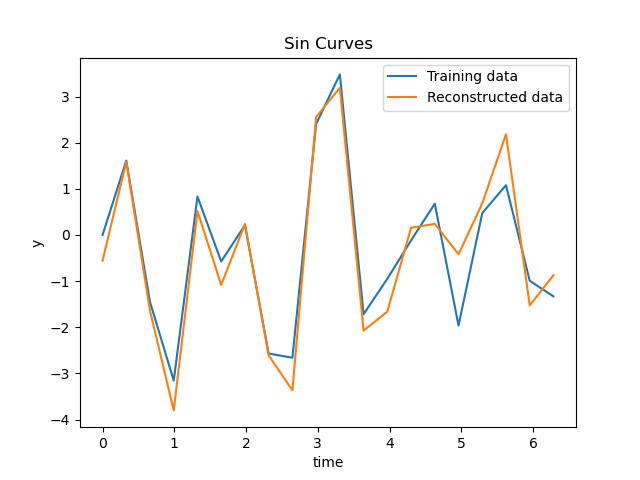 Sin Curves
Training data
Reconstructed data
3
2
1
0
−1
−2
−3
−4
y
0 1 2 3 4 5 6
time